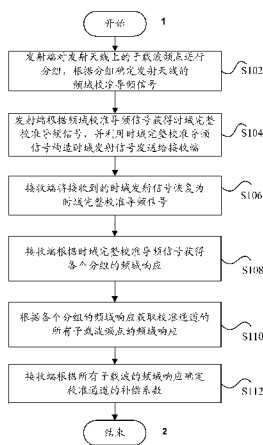 开始
1
发射端对发射天线上的子载波频点进行
分组，根据分组确定发射天线的
频域校准导频信号
S102
发射端根据频域校准导频信号获得时域完整
校准导频信号，并利用时域完整校准导频
信号构造时域发射信号发送给接收端
S104
接收端将接收到的时域发射信号恢复为
时域完整校准导频信号
S106
接收端根据时域完整校准导频信号获得
各个分组的频域响应
S108
根据各个分组的频域响应获取校准通道的
所有子载波频点的频域响应
S110
接收端根据所有子载波的频域响应确定
校准通道的补偿系数
S112
结束
2